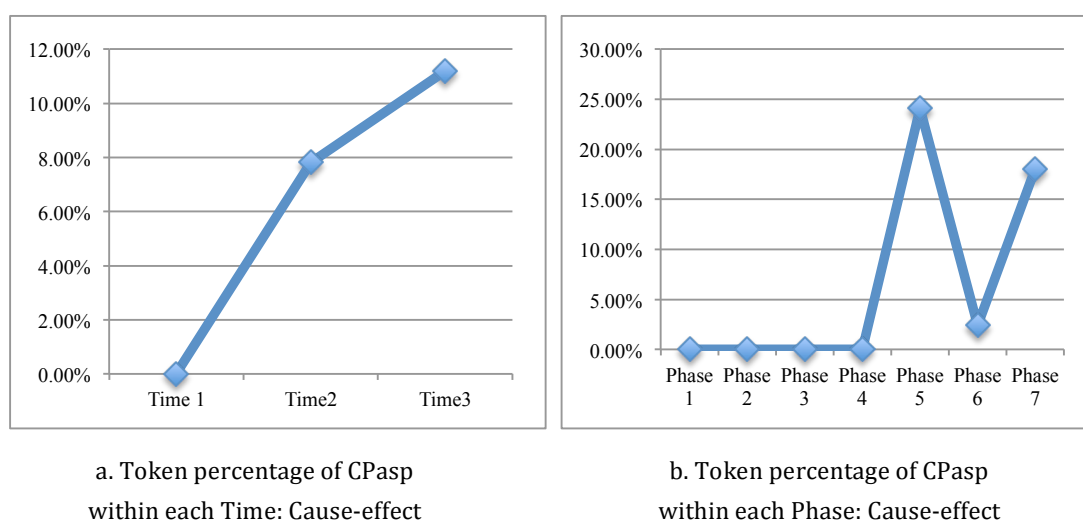 12.00%
10.00%
8.00%
6.00%
4.00%
2.00%
0.00%
Time 1 Time2 Time3
30.00%
25.00%
20.00%
15.00%
10.00%
5.00%
0.00%
Phase Phase Phase Phase Phase Phase Phase
1 2 3 4 5 6 7
a. Token percentage of CPasp
within each Time: Cause-effect
b. Token percentage of CPasp
within each Phase: Cause-effect